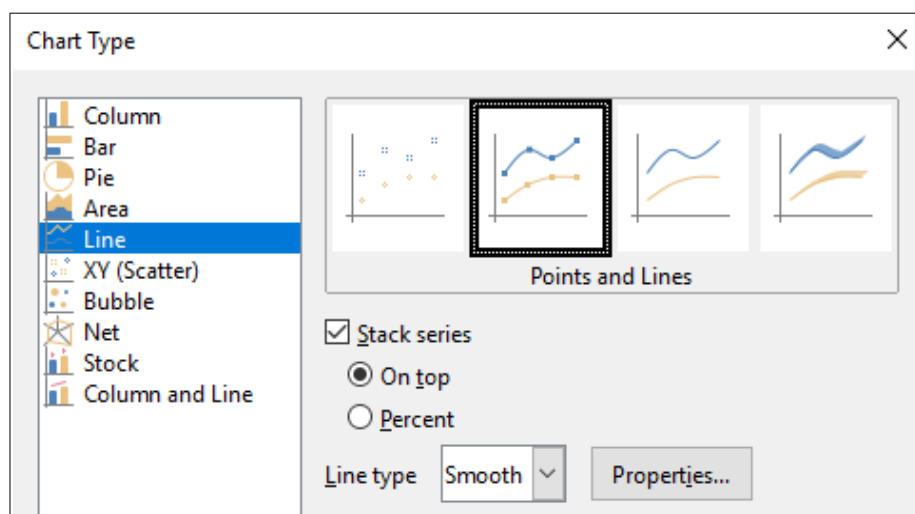 Chart Type
Column
Bar
Pie
Area
Line
XY (Scatter)
Bubble
Net
Stock
Column and Line
Points and Lines
Stack series
On top
Percent
Line type Smooth Properties...